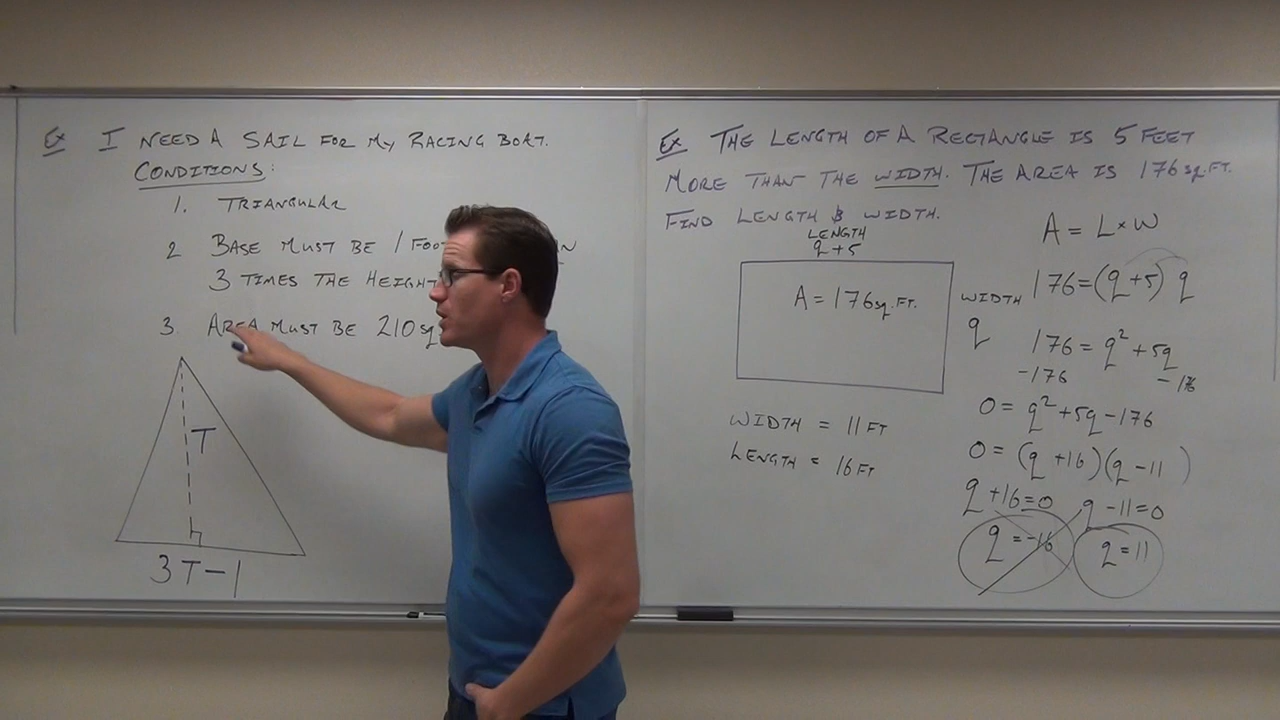 Ex I NEED A SAIL FOR MY RACING BOAT.
CONDITIONS:
1. TRIANGULAR
2 BASE MUST BE 1 FOOT
3 TIMES THE HEIGHT
3. AREA MUST BE 210 sq
T
3T-1
Ex THE LENGTH OF A RECTANGLE IS 5 FEET
MORE THAN THE WIDTH. THE AREA IS 176 sq.FT.
FIND LENGTH & WIDTH.
LENGTH
q+5
A = 176 sq.FT.
WIDTH
q
WIDTH = 11 FT
LENGTH = 16 FT
A = L×W
176=(q+5)q
176=q²+5q
-176 -176
0=q²+5q-176
0=(q+16)(q-11)
q+16=0 q-11=0
q=-16 q=11